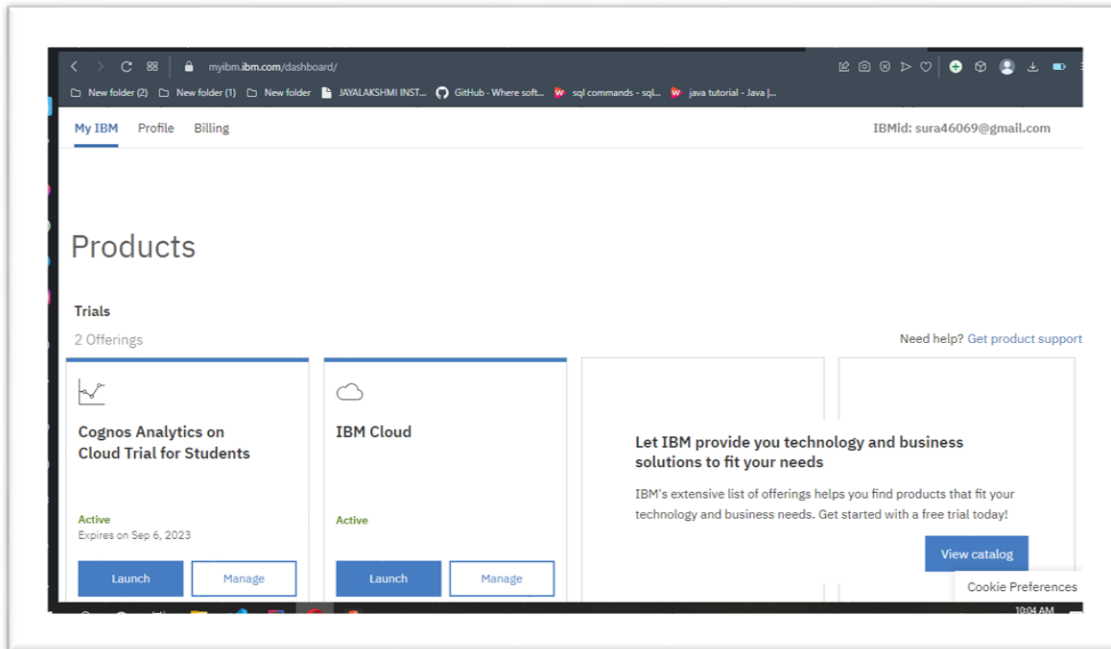 myibm.ibm.com/dashboard/
New folder (2) New folder (1) New folder JAYALAKSHMI INST... GitHub - Where soft... sql commands - sql... java tutorial - Java |...
My IBM Profile Billing IBMid: sura46069@gmail.com
Products
Trials
2 Offerings Need help? Get product support
Cognos Analytics on
Cloud Trial for Students
Active
Expires on Sep 6, 2023
Launch Manage
IBM Cloud
Active
Launch Manage
Let IBM provide you technology and business
solutions to fit your needs
IBM's extensive list of offerings helps you find products that fit your
technology and business needs. Get started with a free trial today!
View catalog
Cookie Preferences
10:04 AM